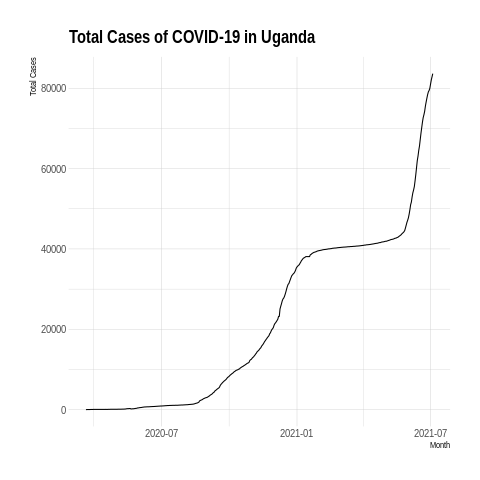 Total Cases of COVID-19 in Uganda
Total Cases
80000
60000
40000
20000
0
2020-07
2021-01
2021-07
Month